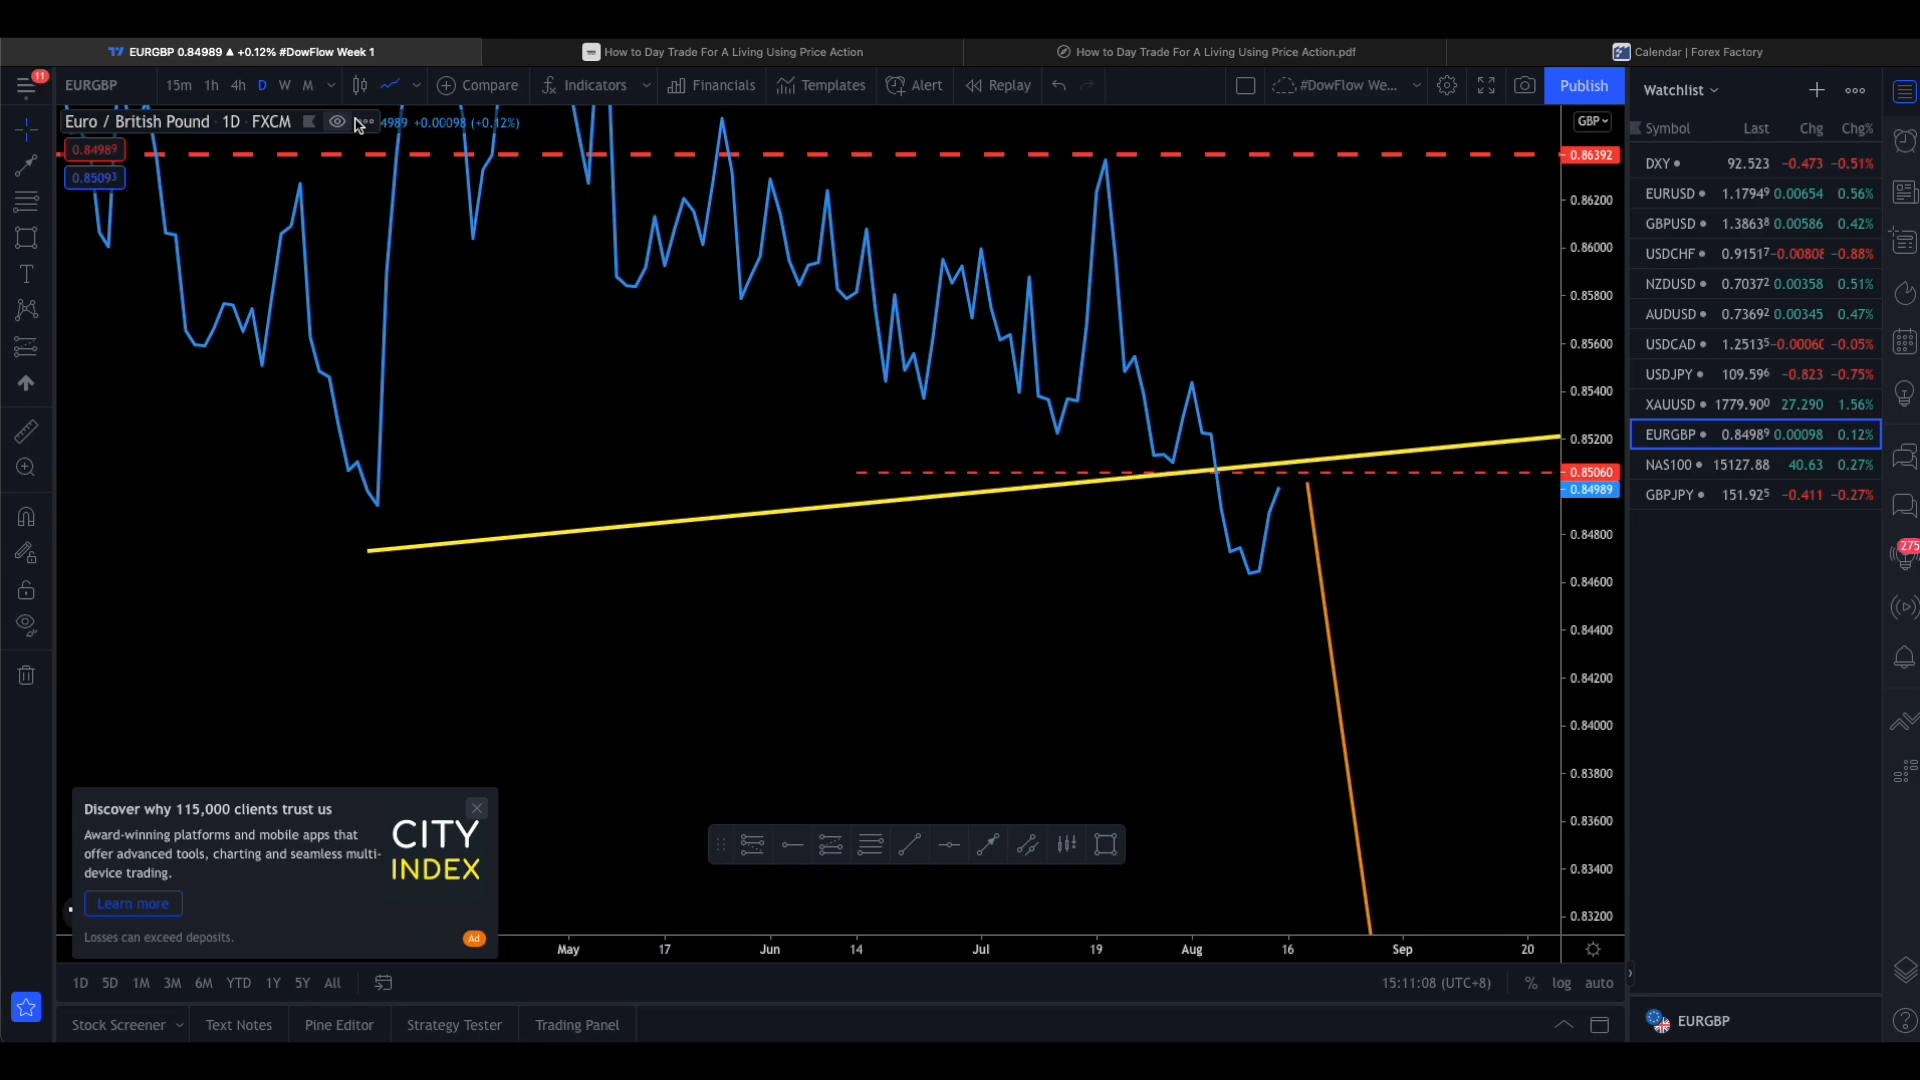 EURGBP 0.84989 ▲ +0.12% #DowFlow Week 1
How to Day Trade For A Living Using Price Action
How to Day Trade For A Living Using Price Action.pdf
Calendar | Forex Factory
11
EURGBP 15m 1h 4h D W M Compare Indicators Financials Templates Alert Replay #DowFlow We... Publish
Euro / British Pound 1D FXCM 4989 +0.00098 (+0.12%)
0.84989
0.85093
GBP
0.86392
0.86200
0.86000
0.85800
0.85600
0.85400
0.85200
0.85060
0.84989
0.84800
0.84600
0.84400
0.84200
0.84000
0.83800
0.83600
0.83400
0.83200
Watchlist
Symbol Last Chg Chg%
DXY 92.523 −0.473 −0.51%
EURUSD 1.17949 0.00654 0.56%
GBPUSD 1.38638 0.00586 0.42%
USDCHF 0.91517 −0.00808 −0.88%
NZDUSD 0.70372 0.00358 0.51%
AUDUSD 0.73692 0.00345 0.47%
USDCAD 1.25135 −0.00060 −0.05%
USDJPY 109.596 −0.823 −0.75%
XAUUSD 1779.900 27.290 1.56%
EURGBP 0.84989 0.00098 0.12%
NAS100 15127.88 40.63 0.27%
GBPJPY 151.925 −0.411 −0.27%
275
Discover why 115,000 clients trust us
Award-winning platforms and mobile apps that
offer advanced tools, charting and seamless multi-
device trading.
CITY
INDEX
Learn more
Losses can exceed deposits.
Ad
May 17 Jun 14 Jul 19 Aug 16 Sep 20
1D 5D 1M 3M 6M YTD 1Y 5Y All
15:11:08 (UTC+8) % log auto
Stock Screener Text Notes Pine Editor Strategy Tester Trading Panel
EURGBP